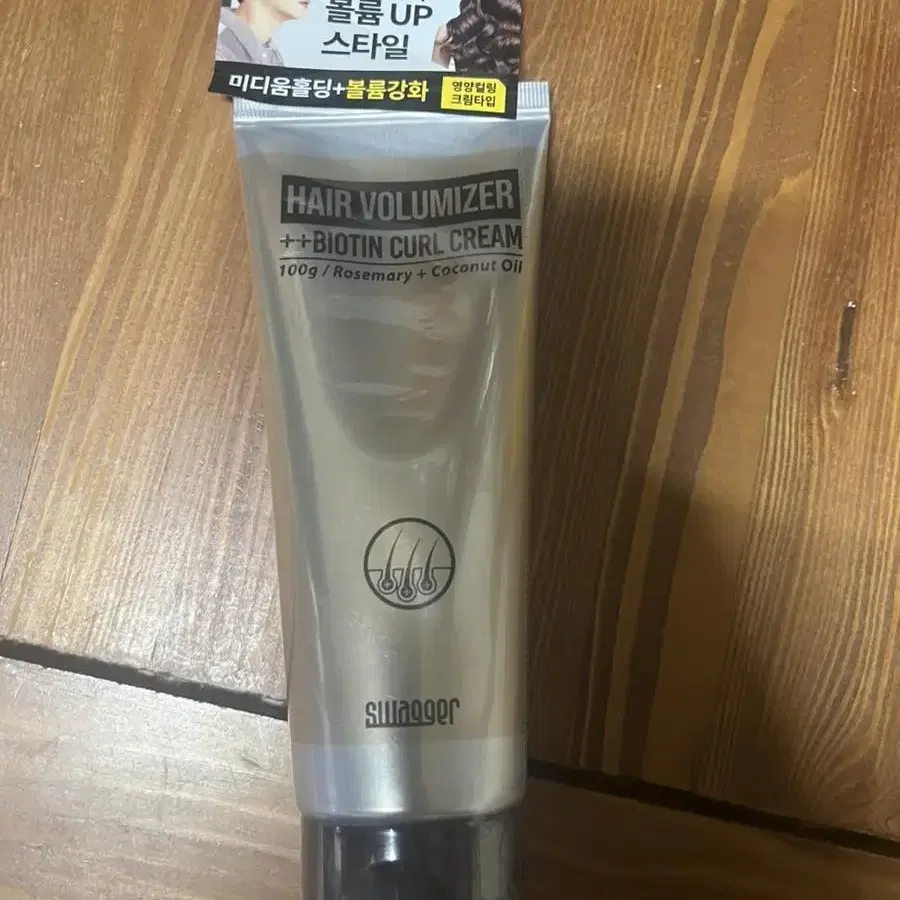 볼륨 UP
스타일
미디움홀딩+볼륨강화
영양컬링
크림타입
HAIR VOLUMIZER
++BIOTIN CURL CREAM
100g / Rosemary + Coconut Oil
swagger